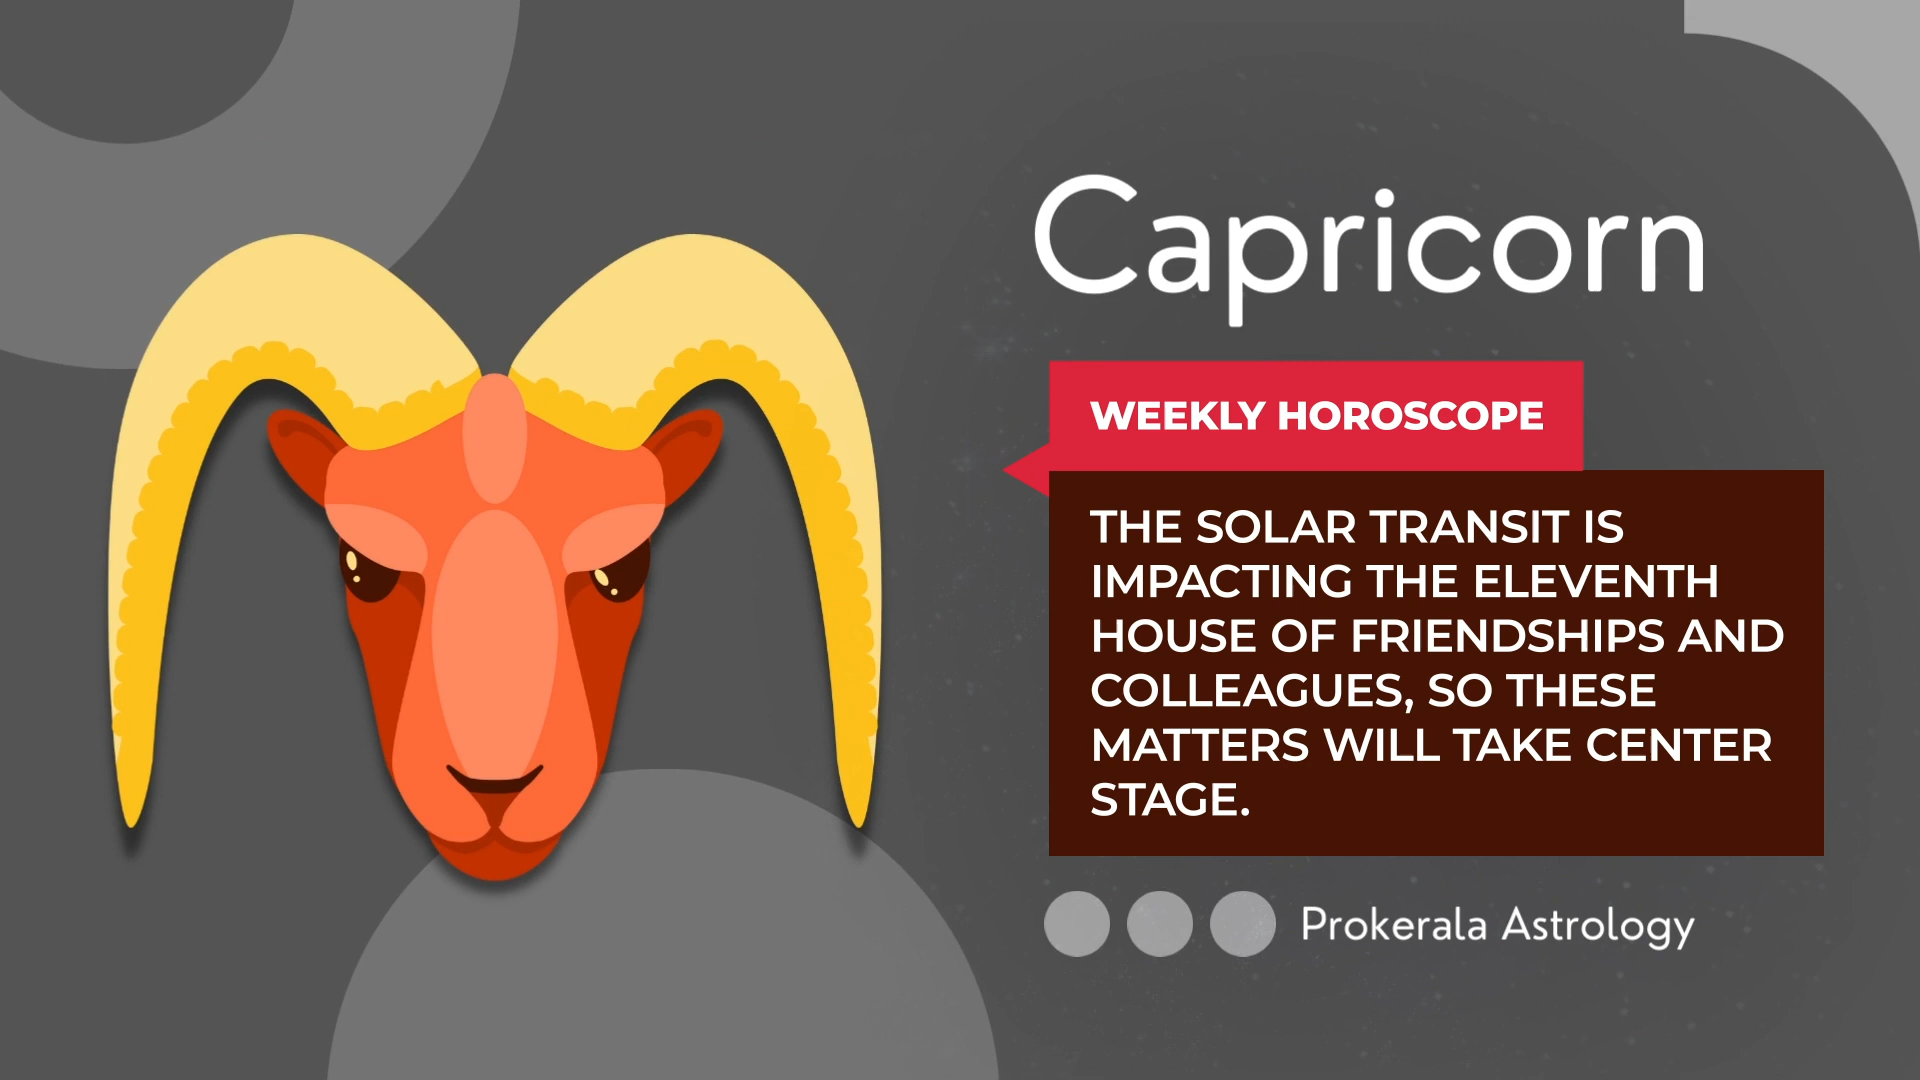 Capricorn
WEEKLY HOROSCOPE
THE SOLAR TRANSIT IS
IMPACTING THE ELEVENTH
HOUSE OF FRIENDSHIPS AND
COLLEAGUES, SO THESE
MATTERS WILL TAKE CENTER
STAGE.
Prokerala Astrology